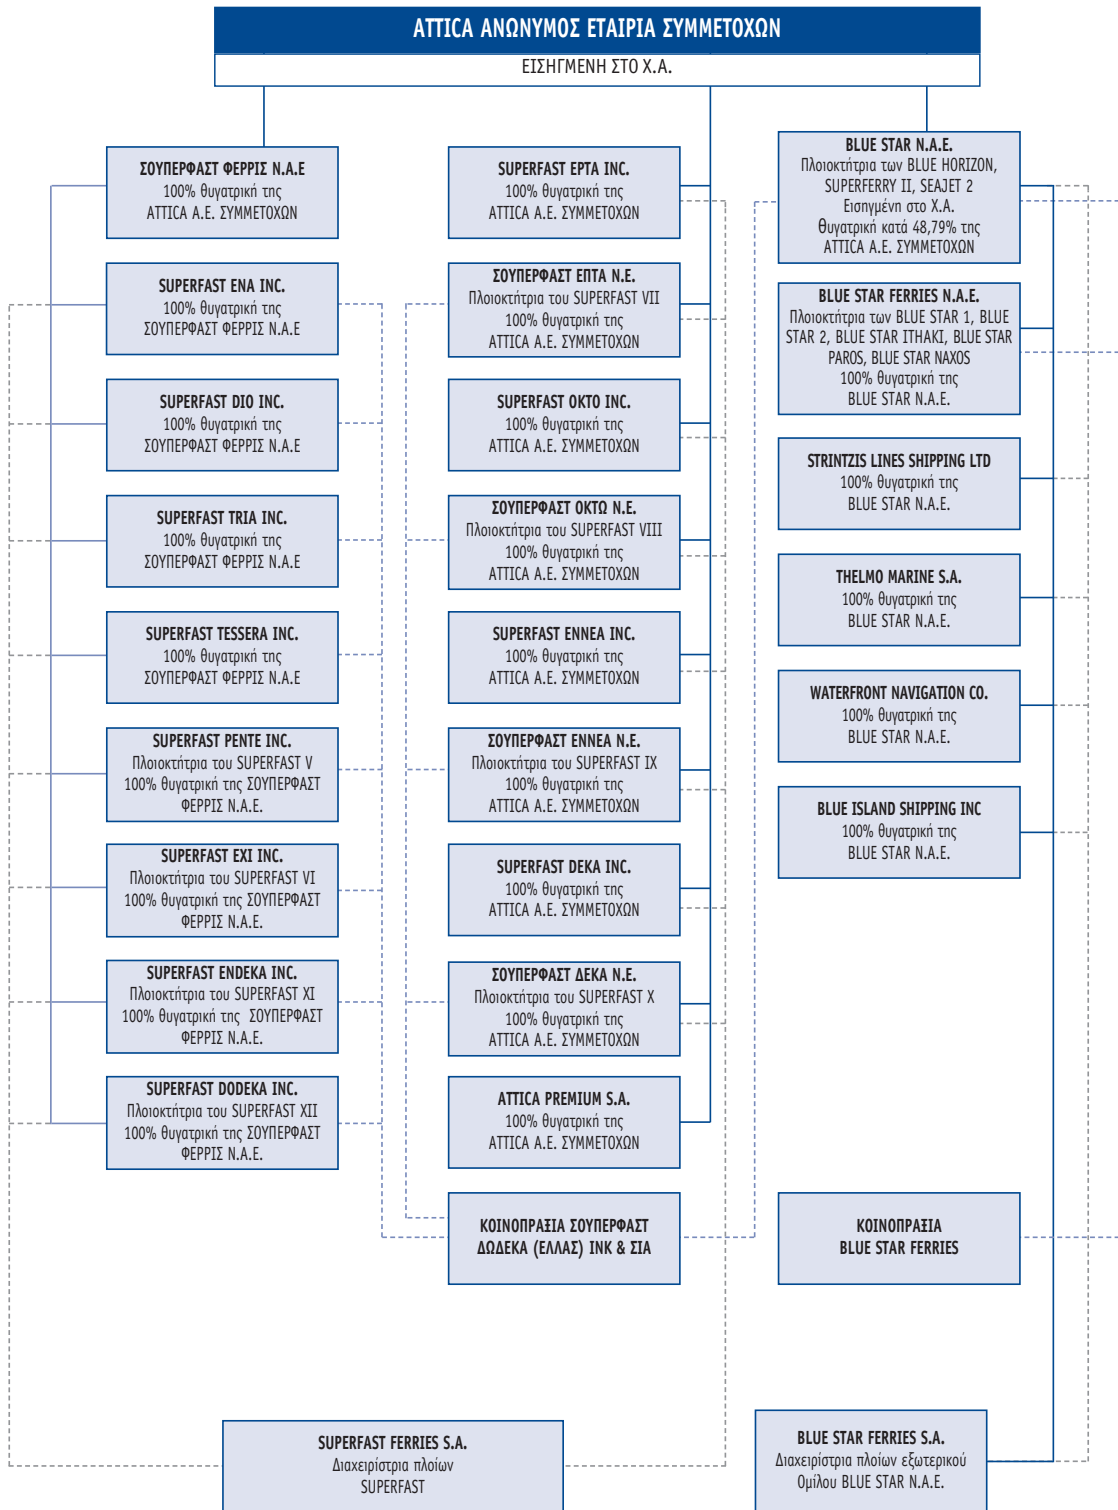 ATTICA ΑΝΩΝΥΜΟΣ ΕΤΑΙΡΙΑ ΣΥΜΜΕΤΟΧΩΝ
ΕΙΣΗΓΜΕΝΗ ΣΤΟ Χ.Α.
ΣΟΥΠΕΡΦΑΣΤ ΦΕΡΡΙΣ Ν.Α.Ε
100% θυγατρική της
ATTICA Α.Ε. ΣΥΜΜΕΤΟΧΩΝ
SUPERFAST ENA INC.
100% θυγατρική της
ΣΟΥΠΕΡΦΑΣΤ ΦΕΡΡΙΣ Ν.Α.Ε
SUPERFAST DIO INC.
100% θυγατρική της
ΣΟΥΠΕΡΦΑΣΤ ΦΕΡΡΙΣ Ν.Α.Ε
SUPERFAST TRIA INC.
100% θυγατρική της
ΣΟΥΠΕΡΦΑΣΤ ΦΕΡΡΙΣ Ν.Α.Ε
SUPERFAST TESSERA INC.
100% θυγατρική της
ΣΟΥΠΕΡΦΑΣΤ ΦΕΡΡΙΣ Ν.Α.Ε
SUPERFAST PENTE INC.
Πλοιοκτήτρια του SUPERFAST V
100% θυγατρική της ΣΟΥΠΕΡΦΑΣΤ
ΦΕΡΡΙΣ Ν.Α.Ε.
SUPERFAST EXI INC.
Πλοιοκτήτρια του SUPERFAST VI
100% θυγατρική της ΣΟΥΠΕΡΦΑΣΤ
ΦΕΡΡΙΣ Ν.Α.Ε.
SUPERFAST ENDEKA INC.
Πλοιοκτήτρια του SUPERFAST XI
100% θυγατρική της ΣΟΥΠΕΡΦΑΣΤ
ΦΕΡΡΙΣ Ν.Α.Ε.
SUPERFAST DODEKA INC.
Πλοιοκτήτρια του SUPERFAST XII
100% θυγατρική της ΣΟΥΠΕΡΦΑΣΤ
ΦΕΡΡΙΣ Ν.Α.Ε.
SUPERFAST EPTA INC.
100% θυγατρική της
ATTICA Α.Ε. ΣΥΜΜΕΤΟΧΩΝ
ΣΟΥΠΕΡΦΑΣΤ ΕΠΤΑ Ν.Ε.
Πλοιοκτήτρια του SUPERFAST VII
100% θυγατρική της
ATTICA Α.Ε. ΣΥΜΜΕΤΟΧΩΝ
SUPERFAST OKTO INC.
100% θυγατρική της
ATTICA Α.Ε. ΣΥΜΜΕΤΟΧΩΝ
ΣΟΥΠΕΡΦΑΣΤ ΟΚΤΩ Ν.Ε.
Πλοιοκτήτρια του SUPERFAST VIII
100% θυγατρική της
ATTICA Α.Ε. ΣΥΜΜΕΤΟΧΩΝ
SUPERFAST ENNEA INC.
100% θυγατρική της
ATTICA Α.Ε. ΣΥΜΜΕΤΟΧΩΝ
ΣΟΥΠΕΡΦΑΣΤ ΕΝΝΕΑ Ν.Ε.
Πλοιοκτήτρια του SUPERFAST IX
100% θυγατρική της
ATTICA Α.Ε. ΣΥΜΜΕΤΟΧΩΝ
SUPERFAST DEKA INC.
100% θυγατρική της
ATTICA Α.Ε. ΣΥΜΜΕΤΟΧΩΝ
ΣΟΥΠΕΡΦΑΣΤ ΔΕΚΑ Ν.Ε.
Πλοιοκτήτρια του SUPERFAST X
100% θυγατρική της
ATTICA Α.Ε. ΣΥΜΜΕΤΟΧΩΝ
ATTICA PREMIUM S.A.
100% θυγατρική της
ATTICA Α.Ε. ΣΥΜΜΕΤΟΧΩΝ
ΚΟΙΝΟΠΡΑΞΙΑ ΣΟΥΠΕΡΦΑΣΤ
ΔΩΔΕΚΑ (ΕΛΛΑΣ) ΙΝΚ & ΣΙΑ
BLUE STAR Ν.Α.Ε.
Πλοιοκτήτρια των BLUE HORIZON,
SUPERFERRY II, SEAJET 2
Εισηγμένη στο Χ.Α.
Θυγατρική κατά 48,79% της
ATTICA Α.Ε. ΣΥΜΜΕΤΟΧΩΝ
BLUE STAR FERRIES Ν.Α.Ε.
Πλοιοκτήτρια των BLUE STAR 1, BLUE
STAR 2, BLUE STAR ITHAKI, BLUE STAR
PAROS, BLUE STAR NAXOS
100% θυγατρική της
BLUE STAR Ν.Α.Ε.
STRINTZIS LINES SHIPPING LTD
100% θυγατρική της
BLUE STAR Ν.Α.Ε.
THELMO MARINE S.A.
100% θυγατρική της
BLUE STAR Ν.Α.Ε.
WATERFRONT NAVIGATION CO.
100% θυγατρική της
BLUE STAR Ν.Α.Ε.
BLUE ISLAND SHIPPING INC
100% θυγατρική της
BLUE STAR Ν.Α.Ε.
ΚΟΙΝΟΠΡΑΞΙΑ
BLUE STAR FERRIES
SUPERFAST FERRIES S.A.
Διαχειρίστρια πλοίων
SUPERFAST
BLUE STAR FERRIES S.A.
Διαχειρίστρια πλοίων εξωτερικού
Ομίλου BLUE STAR Ν.Α.Ε.